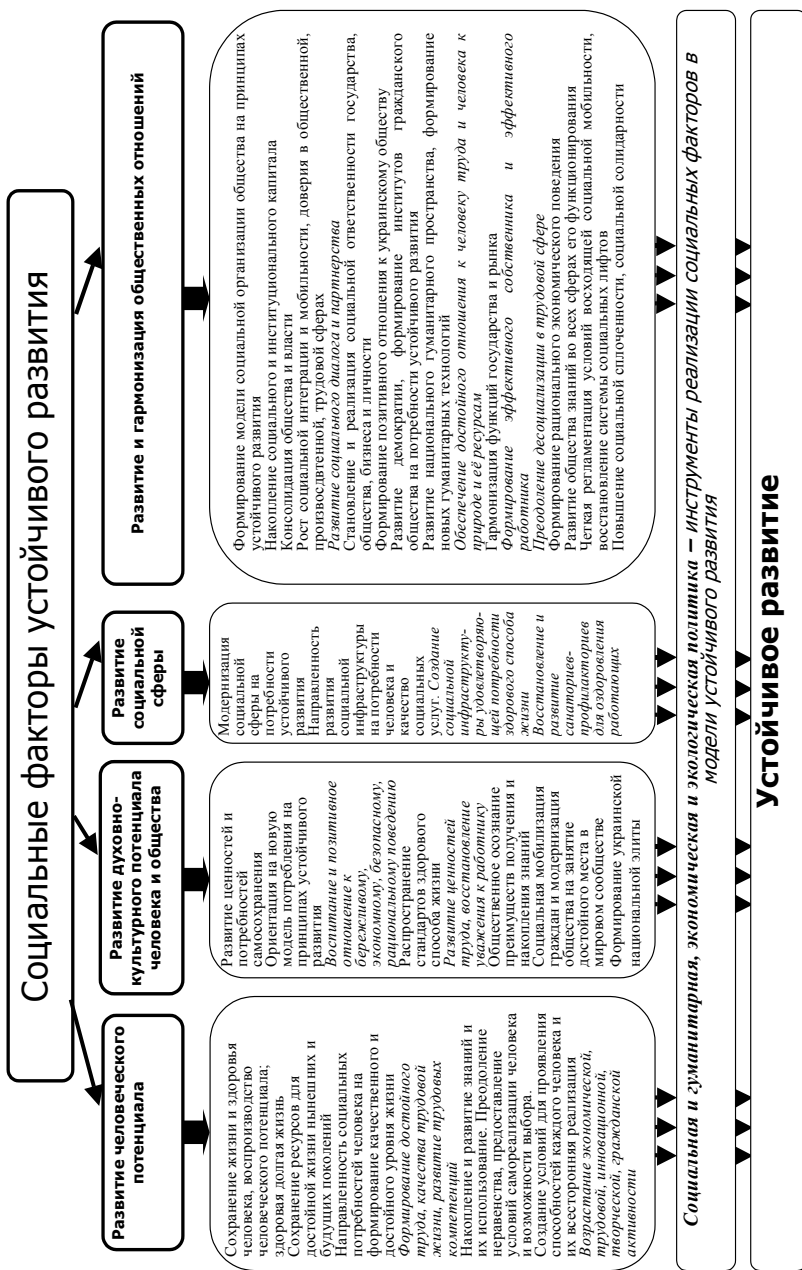 Социальные факторы устойчивого развития
Развитие человеческого
потенциала
Сохранение жизни и здоровья
человека, воспроизводство
человеческого потенциала;
здоровая долгая жизнь
Сохранение ресурсов для
достойной жизни нынешних и
будущих поколений
Направленность социальных
потребностей человека на
формирование качественного и
достойного уровня жизни
Формирование достойного
труда, качества трудовой
жизни, развитие трудовых
компетенций
Накопление и развитие знаний и
их использование. Преодоление
неравенства, предоставление
условий самореализации человека
и возможности выбора.
Создание условий для проявления
способностей каждого человека и
их всесторонняя реализация
Возрастание экономической,
трудовой, инновационной,
творческой, гражданской
активности
Развитие духовно-
культурного потенциала
человека и общества
Развитие ценностей и
потребностей
самосохранения
Ориентация на новую
модель потребления на
принципах устойчивого
развития
Воспитание и позитивное
отношение к
бережливому,
экономному, безопасному,
рациональному поведению
Распространение
стандартов здорового
способа жизни
Развитие ценностей
труда, восстановление
уважения к работнику
Общественное осознание
преимуществ получения и
накопления знаний
Социальная мобилизация
граждан и модернизация
общества на занятие
достойного места в
мировом сообществе
Формирование украинской
национальной элиты
Развитие
социальной
сферы
Модернизация
социальной
сферы на
потребности
устойчивого
развития
Направленность
развития
социальной
инфраструктуры
на потребности
человека и
качество
социальных
услуг. Создание
социальной
инфраструкту-
ры удовлетворяю-
щей потребности
здорового способа
жизни
Восстановление и
развитие
санаториев-
профилакториев
для оздоровления
работающих
Развитие и гармонизация общественных отношений
Формирование модели социальной организации общества на принципах
устойчивого развития
Накопление социального и институционального капитала
Консолидация общества и власти
Рост социальной интеграции и мобильности, доверия в общественной,
произосдвтенной, трудовой сферах
Развитие социального диалога и партнерства
Становление и реализация социальной ответственности государства,
общества, бизнеса и личности
Формирование позитивного отношения к украинскому обществу
Развитие демократии, формирование институтов гражданского
общества на потребности устойчивого развития
Развитие национального гуманитарного пространства, формирование
новых гуманитарных технологий
Обеспечение достойного отношения к человеку труда и человека к
природе и её ресурсам
Гармонизация функций государства и рынка
Формирование эффективного собственника и эффективного
работника
Преодоление десоциализации в трудовой сфере
Формирование рационального экономического поведения
Развитие общества знаний во всех сферах его функционирования
Четкая регламентация условий восходящей социальной мобильности,
восстановление системы социальных лифтов
Повышение социальной сплоченности, социальной солидарности
Социальная и гуманитарная, экономическая и экологическая политика – инструменты реализации социальных факторов в
модели устойчивого развития
Устойчивое развитие